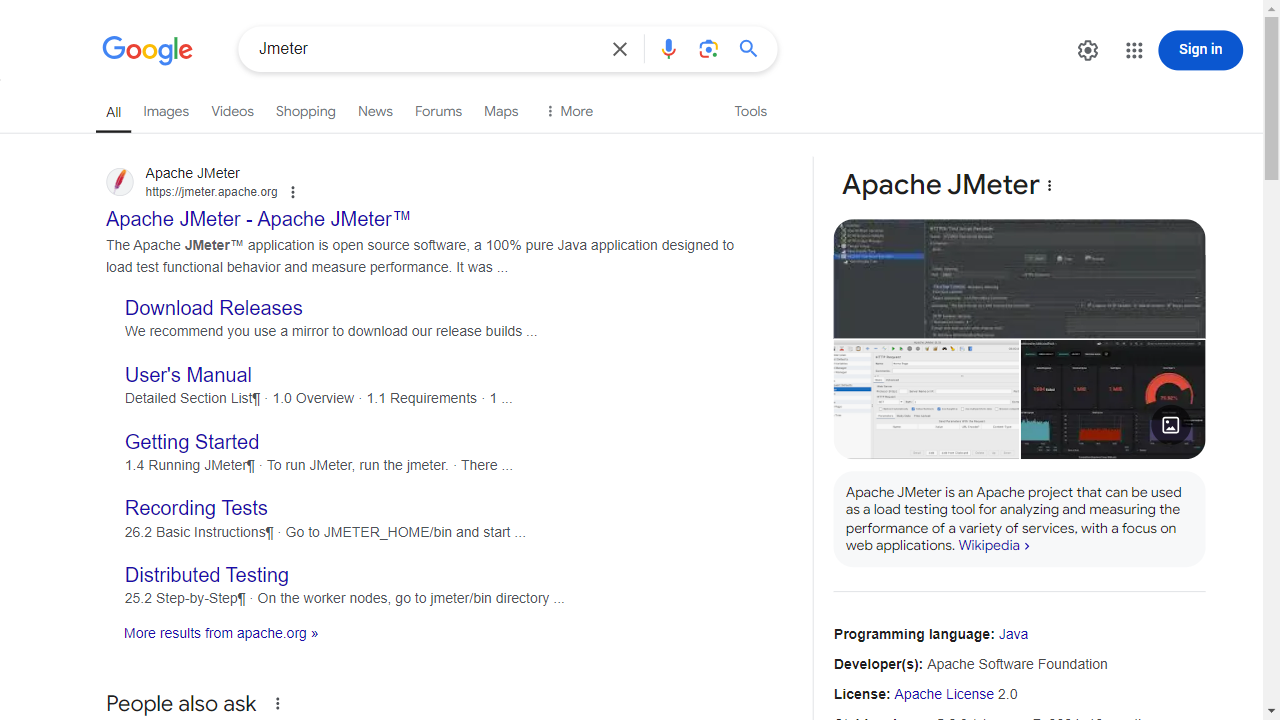 Google
Jmeter
Sign in
All
Images
Videos
Shopping
News
Forums
Maps
More
Tools
Apache JMeter
https://jmeter.apache.org
Apache JMeter - Apache JMeter™
The Apache JMeter™ application is open source software, a 100% pure Java application designed to
load test functional behavior and measure performance. It was ...
Download Releases
We recommend you use a mirror to download our release builds ...
User's Manual
Detailed Section List¶ · 1.0 Overview · 1.1 Requirements · 1 ...
Getting Started
1.4 Running JMeter¶ · To run JMeter, run the jmeter. · There ...
Recording Tests
26.2 Basic Instructions¶ · Go to JMETER_HOME/bin and start ...
Distributed Testing
25.2 Step-by-Step¶ · On the worker nodes, go to jmeter/bin directory ...
More results from apache.org »
People also ask
Apache JMeter
Apache JMeter is an Apache project that can be used
as a load testing tool for analyzing and measuring the
performance of a variety of services, with a focus on
web applications. Wikipedia ›
Programming language: Java
Developer(s): Apache Software Foundation
License: Apache License 2.0